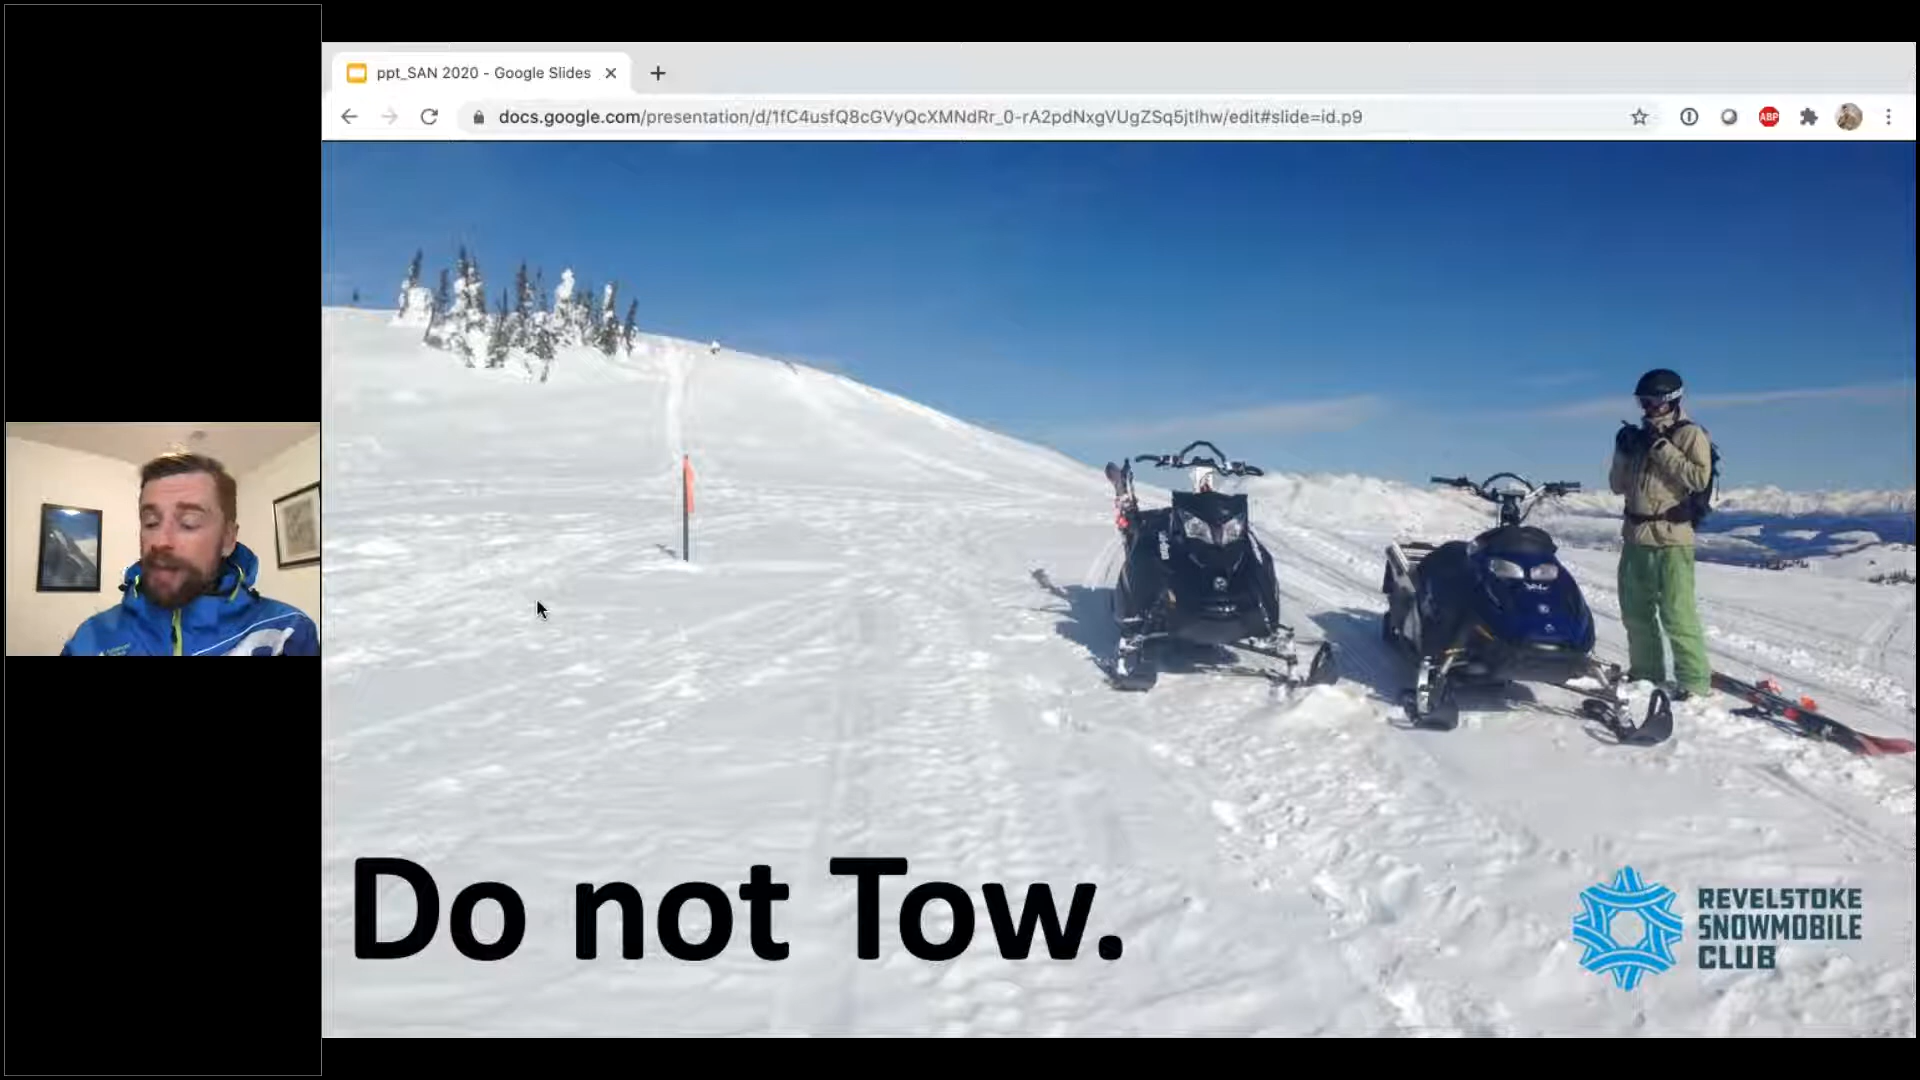 ppt_SAN 2020 - Google Slides
docs.google.com/presentation/d/1fC4usfQ8cGVyQcXMNdRr_0-rA2pdNxgVUgZSq5jtlhw/edit#slide=id.p9
ABP
Do not Tow.
REVELSTOKE
SNOWMOBILE
CLUB